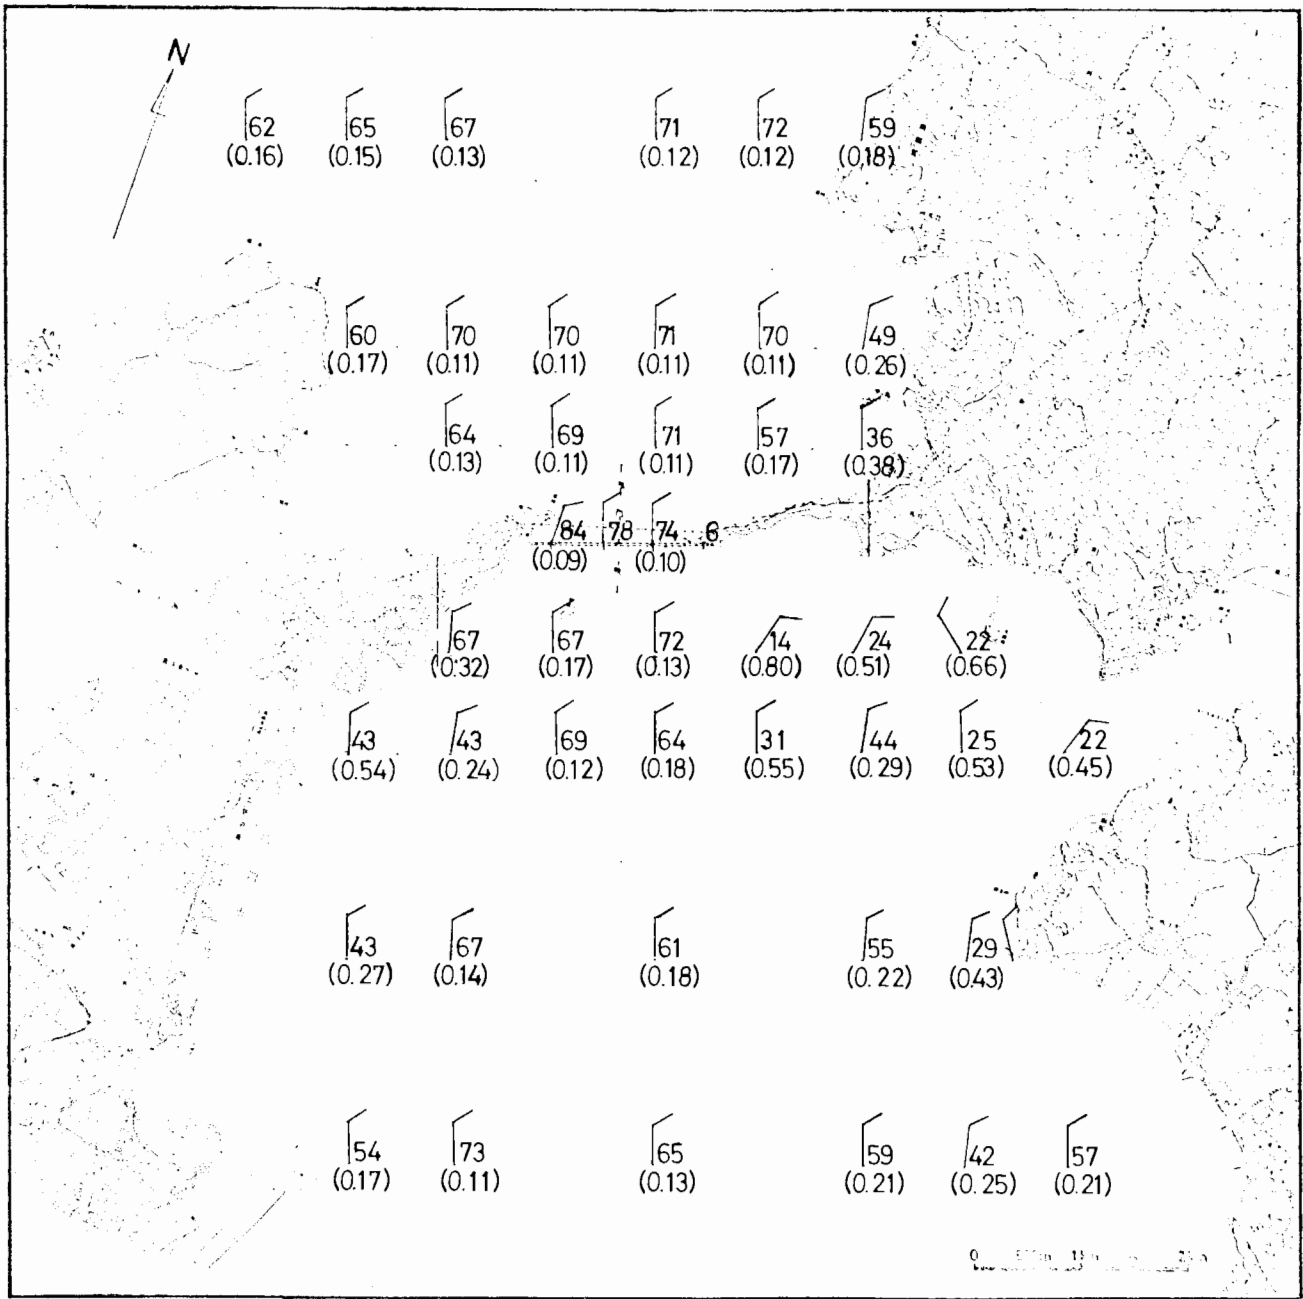 N
62 65 67 71 72 59
(0.16) (0.15) (0.13) (0.12) (0.12) (0.18)
60 70 70 71 70 49
(0.17) (0.11) (0.11) (0.11) (0.11) (0.26)
64 69 71 57 36
(0.13) (0.11) (0.11) (0.17) (0.38)
84 78 74 6
(0.09) (0.10)
67 67 72 14 24 22
(0.32) (0.17) (0.13) (0.80) (0.51) (0.66)
43 43 69 64 31 44 25 22
(0.54) (0.24) (0.12) (0.18) (0.55) (0.29) (0.53) (0.45)
43 67 61 55 29
(0.27) (0.14) (0.18) (0.22) (0.43)
54 73 65 59 42 57
(0.17) (0.11) (0.13) (0.21) (0.25) (0.21)
0